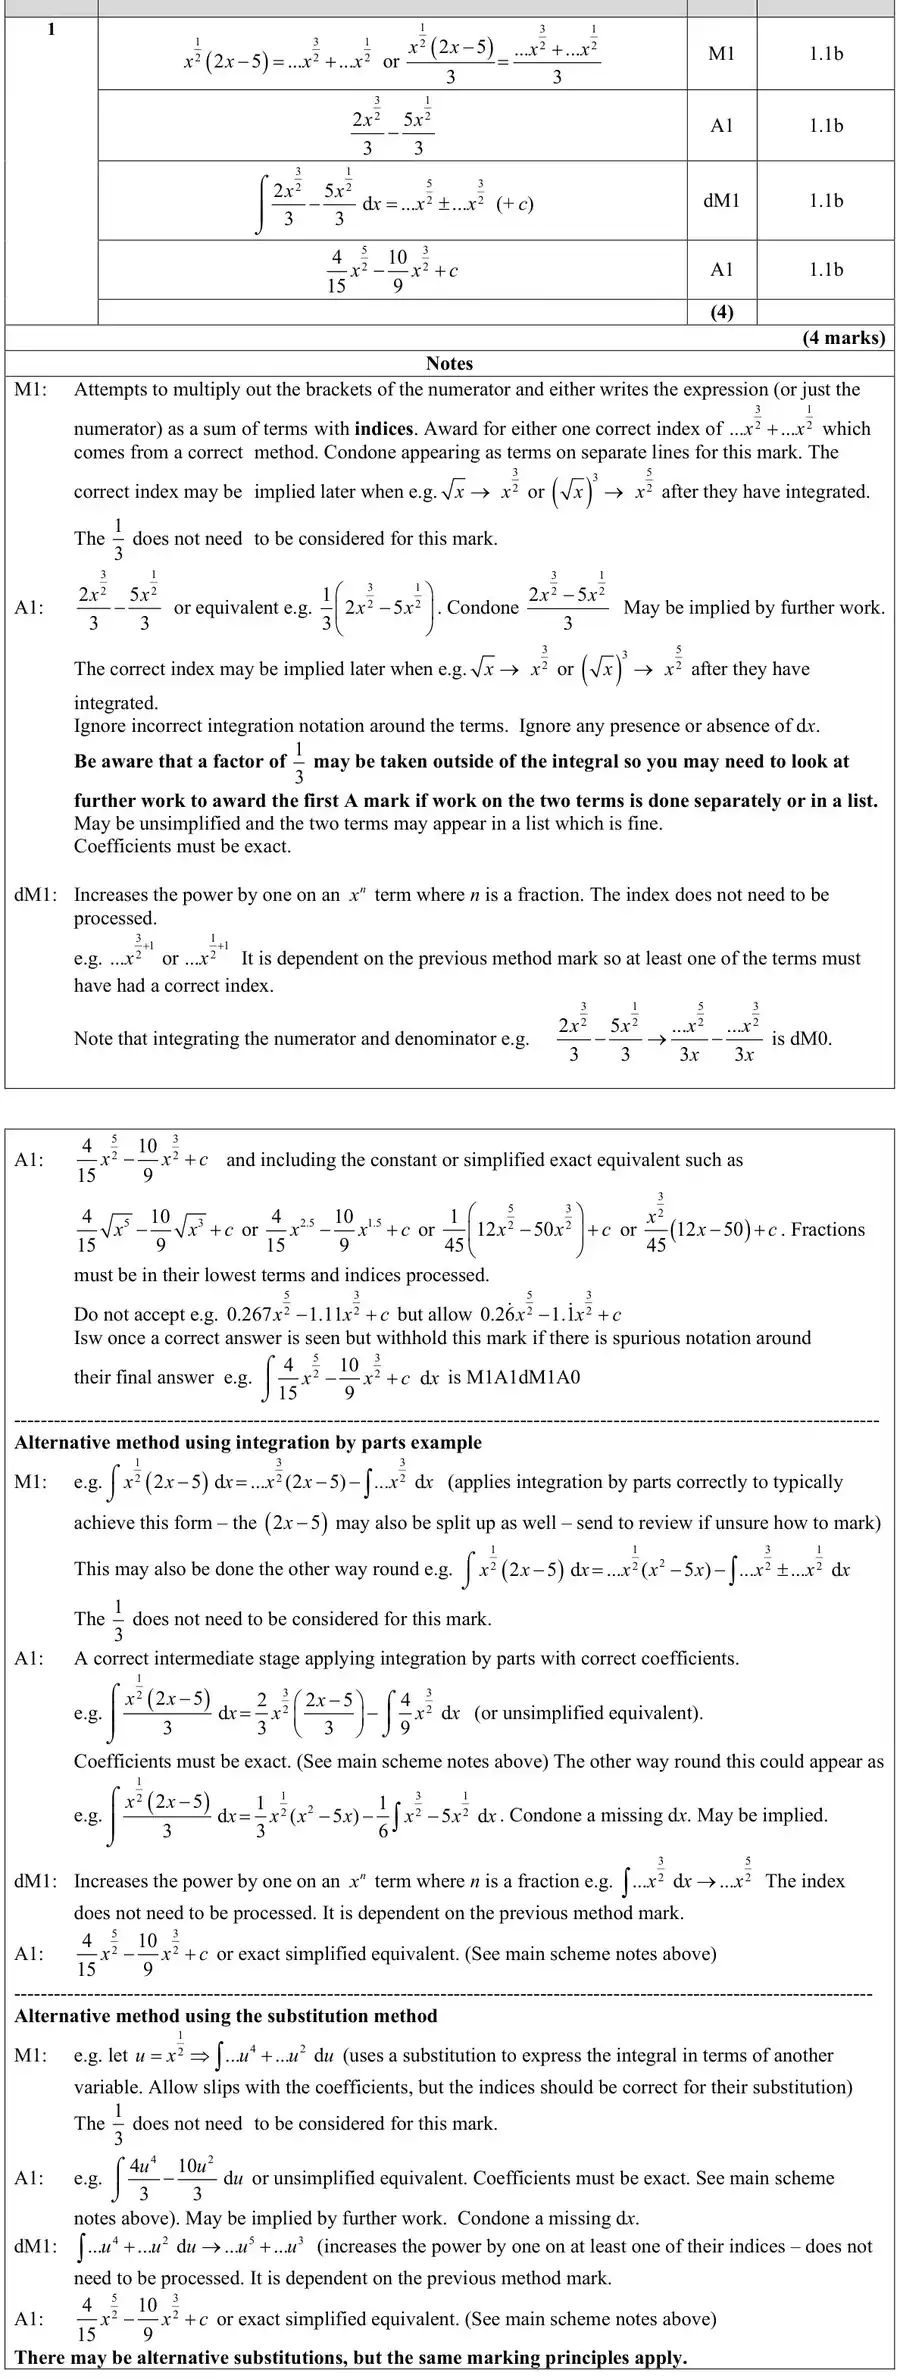 1 x^{1/2}(2x−5) = ...x^{3/2} + ...x^{1/2} or x^{1/2}(2x−5)/3 = (...x^{3/2} + ...x^{1/2})/3 M1 1.1b
2x^{3/2}/3 − 5x^{1/2}/3 A1 1.1b
∫ 2x^{3/2}/3 − 5x^{1/2}/3 dx = ...x^{5/2} ± ...x^{3/2} (+ c) dM1 1.1b
4/15 x^{5/2} − 10/9 x^{3/2} + c A1 1.1b
(4)
(4 marks)
Notes
M1: Attempts to multiply out the brackets of the numerator and either writes the expression (or just the
numerator) as a sum of terms with indices. Award for either one correct index of ...x^{3/2} + ...x^{1/2} which
comes from a correct method. Condone appearing as terms on separate lines for this mark. The
correct index may be implied later when e.g. √x → x^{3/2} or (√x)^3 → x^{5/2} after they have integrated.
The 1/3 does not need to be considered for this mark.
A1: 2x^{3/2}/3 − 5x^{1/2}/3 or equivalent e.g. 1/3(2x^{3/2} − 5x^{1/2}). Condone (2x^{3/2} − 5x^{1/2})/3 May be implied by further work.
The correct index may be implied later when e.g. √x → x^{3/2} or (√x)^3 → x^{5/2} after they have
integrated.
Ignore incorrect integration notation around the terms. Ignore any presence or absence of dx.
Be aware that a factor of 1/3 may be taken outside of the integral so you may need to look at
further work to award the first A mark if work on the two terms is done separately or in a list.
May be unsimplified and the two terms may appear in a list which is fine.
Coefficients must be exact.
dM1: Increases the power by one on an x^n term where n is a fraction. The index does not need to be
processed.
e.g. ...x^{3/2+1} or ...x^{1/2+1} It is dependent on the previous method mark so at least one of the terms must
have had a correct index.
Note that integrating the numerator and denominator e.g. 2x^{3/2}/3 − 5x^{1/2}/3 → ...x^{5/2}/3x − ...x^{3/2}/3x is dM0.
A1: 4/15 x^{5/2} − 10/9 x^{3/2} + c and including the constant or simplified exact equivalent such as
4/15 √x^5 − 10/9 √x^3 + c or 4/15 x^{2.5} − 10/9 x^{1.5} + c or 1/45(12x^{5/2} − 50x^{3/2}) + c or x^{3/2}/45 (12x − 50) + c. Fractions
must be in their lowest terms and indices processed.
Do not accept e.g. 0.267x^{5/2} − 1.11x^{3/2} + c but allow 0.26̇x^{5/2} − 1.1̇x^{3/2} + c
Isw once a correct answer is seen but withhold this mark if there is spurious notation around
their final answer e.g. ∫ 4/15 x^{5/2} − 10/9 x^{3/2} + c dx is M1A1dM1A0
Alternative method using integration by parts example
M1: e.g. ∫ x^{1/2}(2x−5) dx = ...x^{3/2}(2x−5) − ∫ ...x^{3/2} dx (applies integration by parts correctly to typically
achieve this form – the (2x−5) may also be split up as well – send to review if unsure how to mark)
This may also be done the other way round e.g. ∫ x^{1/2}(2x−5) dx = ...x^{1/2}(x^2 − 5x) − ∫ ...x^{3/2} ± ...x^{1/2} dx
The 1/3 does not need to be considered for this mark.
A1: A correct intermediate stage applying integration by parts with correct coefficients.
e.g. ∫ x^{1/2}(2x−5)/3 dx = 2/3 x^{3/2}((2x−5)/3) − ∫ 4/9 x^{3/2} dx (or unsimplified equivalent).
Coefficients must be exact. (See main scheme notes above) The other way round this could appear as
e.g. ∫ x^{1/2}(2x−5)/3 dx = 1/3 x^{1/2}(x^2 − 5x) − 1/6 ∫ x^{3/2} − 5x^{1/2} dx. Condone a missing dx. May be implied.
dM1: Increases the power by one on an x^n term where n is a fraction e.g. ∫ ...x^{3/2} dx → ...x^{5/2} The index
does not need to be processed. It is dependent on the previous method mark.
A1: 4/15 x^{5/2} − 10/9 x^{3/2} + c or exact simplified equivalent. (See main scheme notes above)
Alternative method using the substitution method
M1: e.g. let u = x^{1/2} ⇒ ∫ ...u^4 + ...u^2 du (uses a substitution to express the integral in terms of another
variable. Allow slips with the coefficients, but the indices should be correct for their substitution)
The 1/3 does not need to be considered for this mark.
A1: e.g. ∫ 4u^4/3 − 10u^2/3 du or unsimplified equivalent. Coefficients must be exact. See main scheme
notes above). May be implied by further work. Condone a missing dx.
dM1: ∫ ...u^4 + ...u^2 du → ...u^5 + ...u^3 (increases the power by one on at least one of their indices – does not
need to be processed. It is dependent on the previous method mark.
A1: 4/15 x^{5/2} − 10/9 x^{3/2} + c or exact simplified equivalent. (See main scheme notes above)
There may be alternative substitutions, but the same marking principles apply.